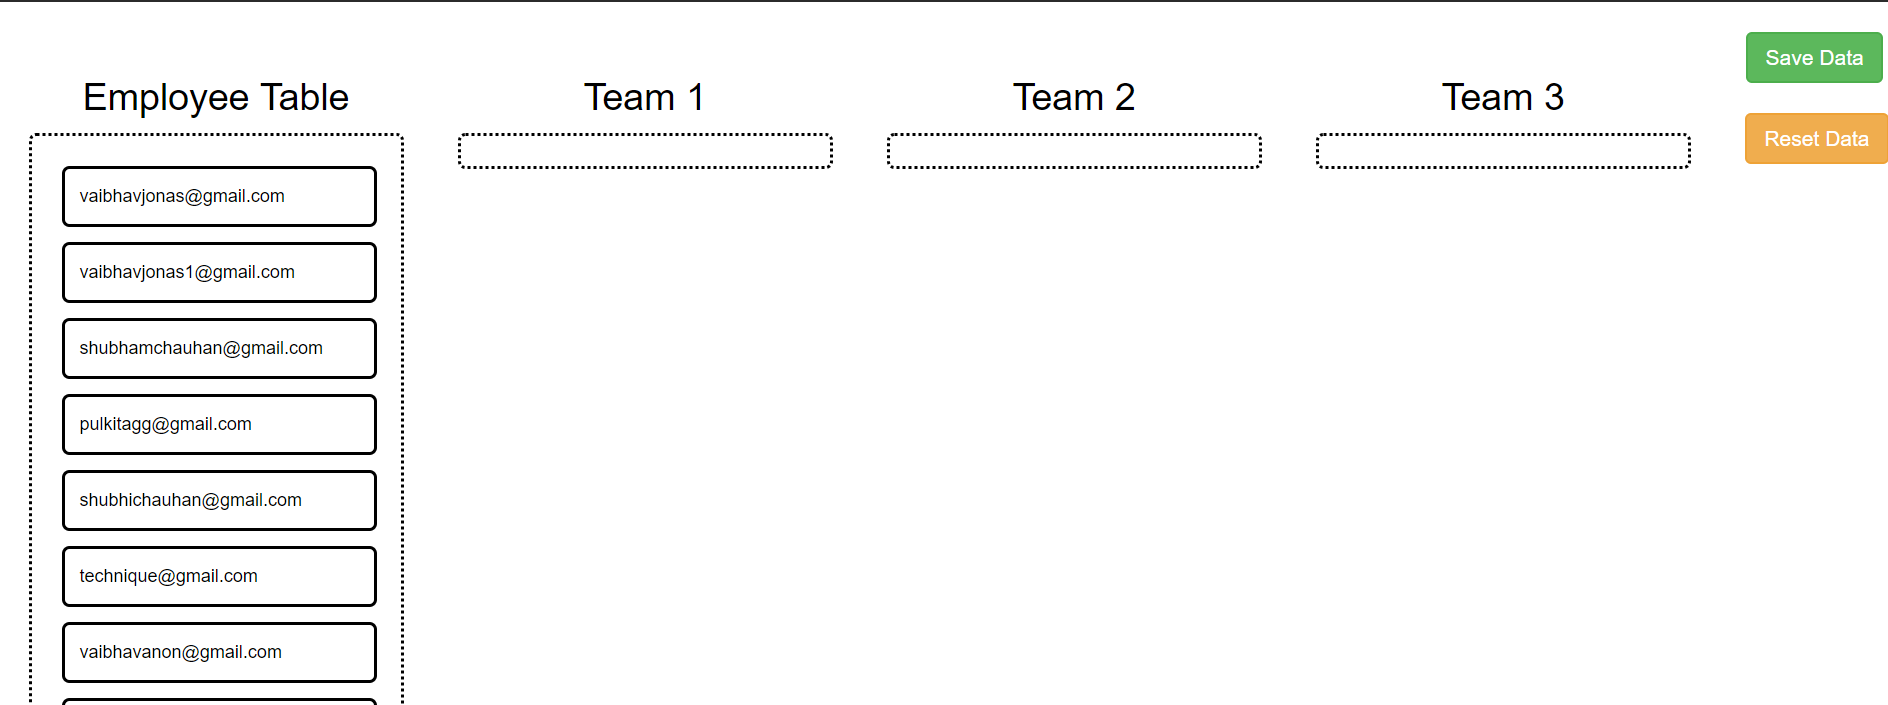 Employee Table
vaibhavjonas@gmail.com
vaibhavjonas1@gmail.com
shubhamchauhan@gmail.com
pulkitagg@gmail.com
shubhichauhan@gmail.com
technique@gmail.com
vaibhavanon@gmail.com
Team 1
Team 2
Team 3
Save Data
Reset Data